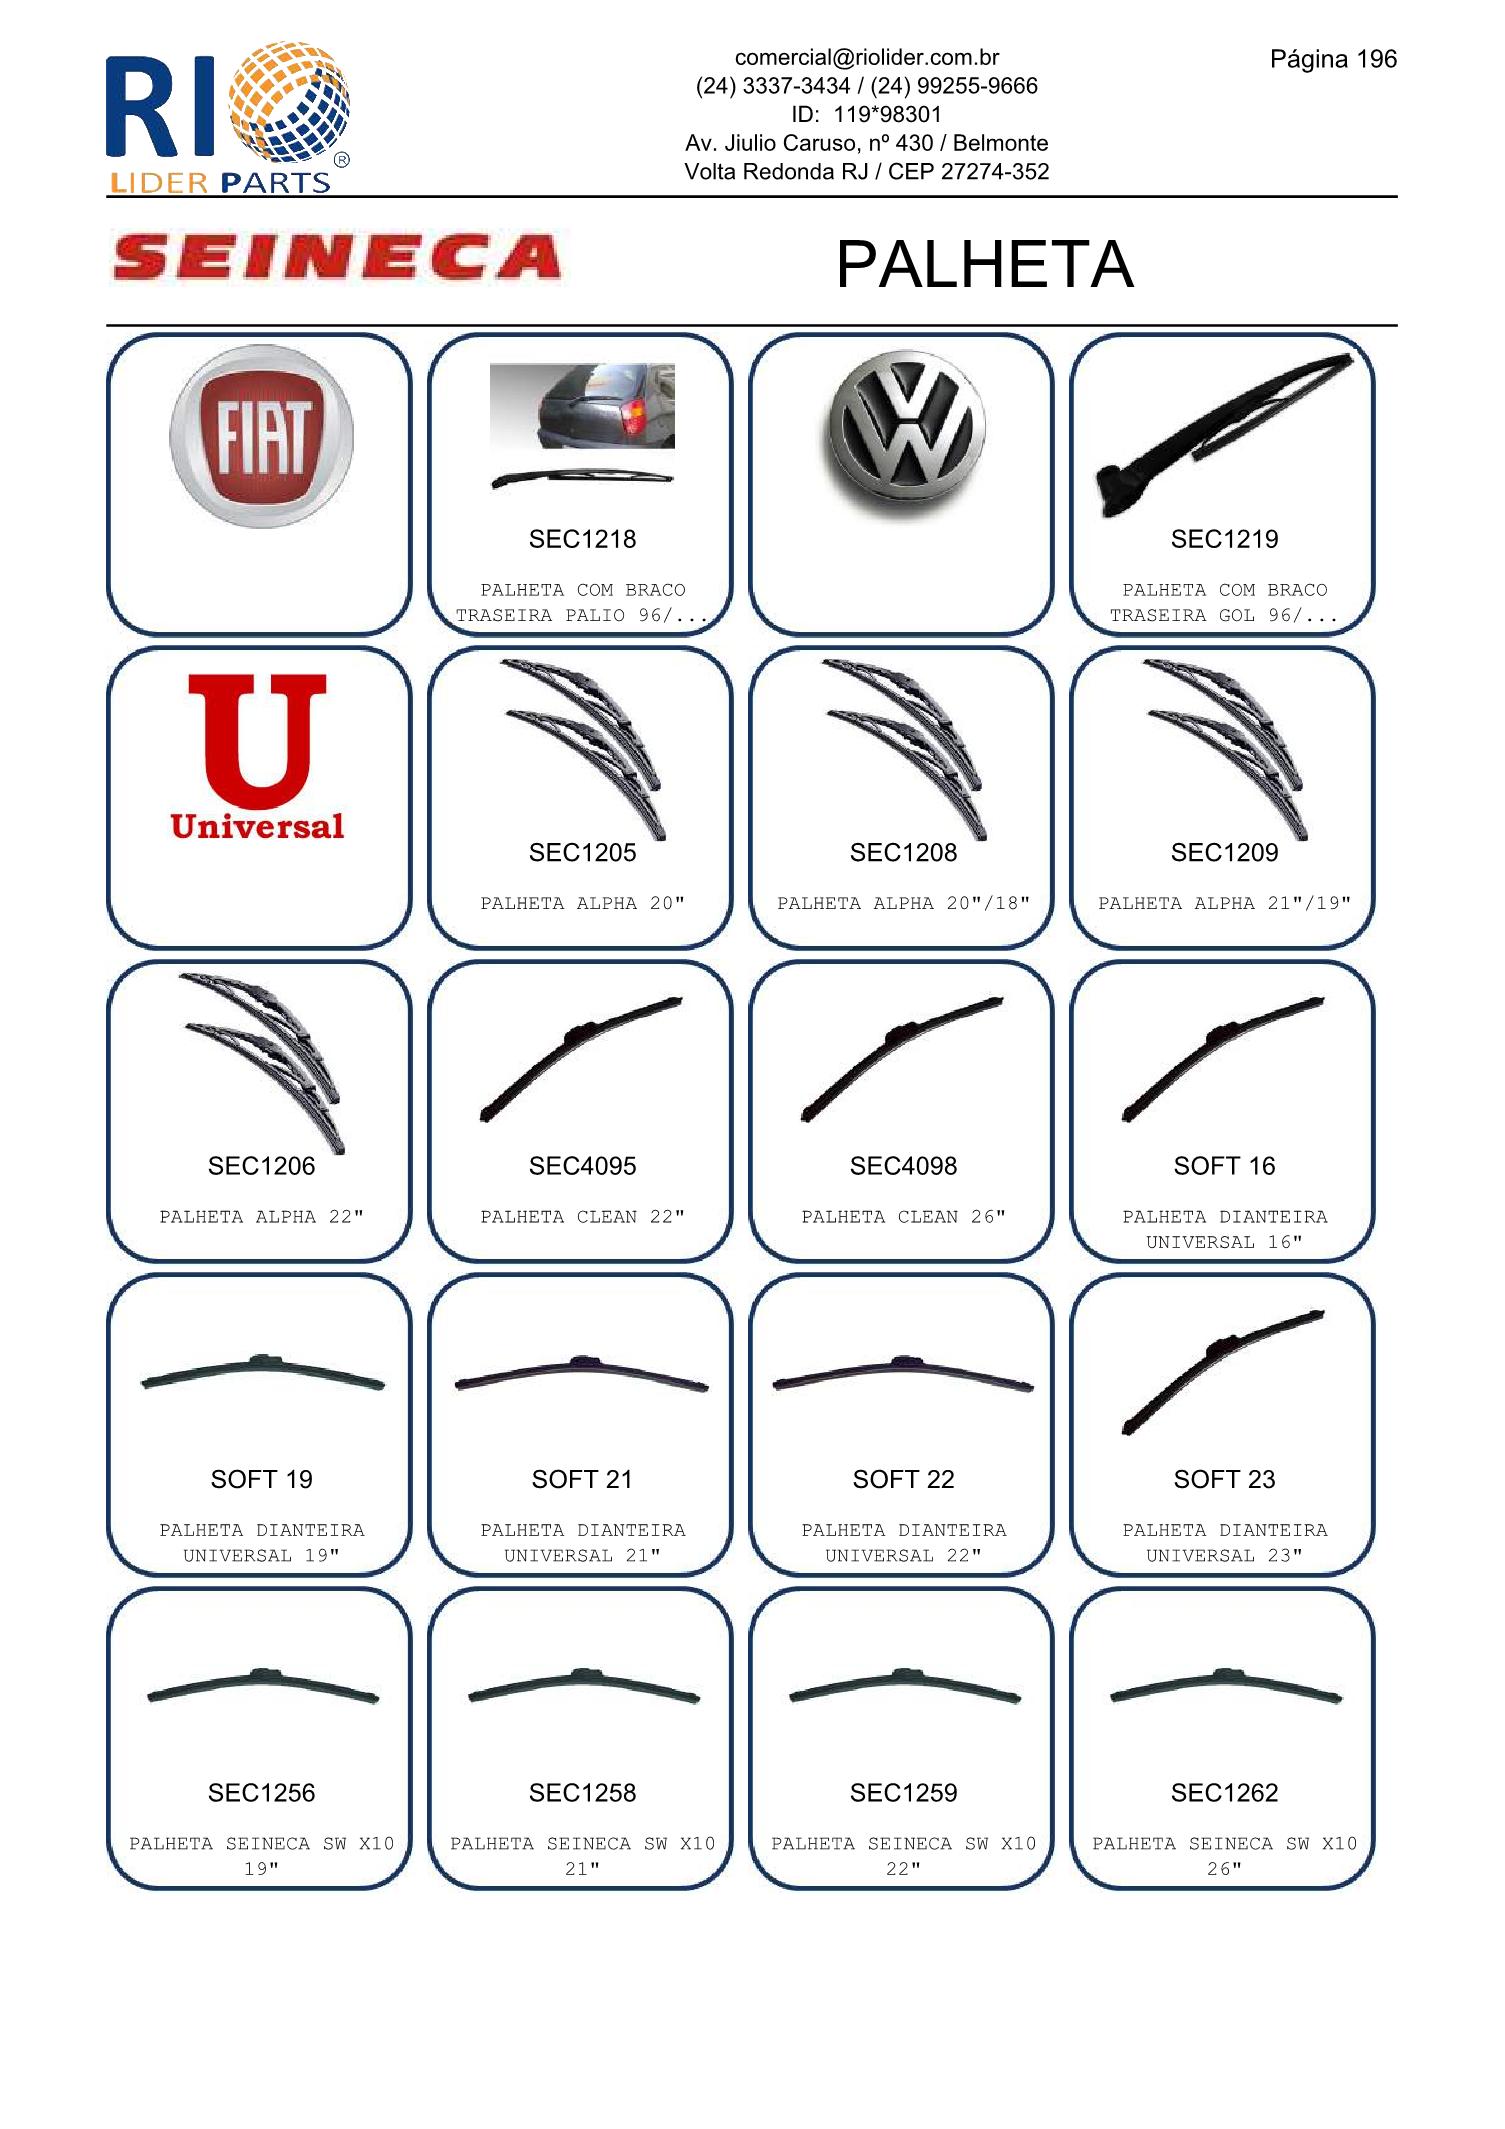 RIO
LIDER PARTS
®
comercial@riolider.com.br
(24) 3337-3434 / (24) 99255-9666
ID:  119*98301
Av. Jiulio Caruso, nº 430 / Belmonte
Volta Redonda RJ / CEP 27274-352
Página 196
SEINECA
PALHETA
FIAT
SEC1218
PALHETA COM BRACO
TRASEIRA PALIO 96/...
VW
SEC1219
PALHETA COM BRACO
TRASEIRA GOL 96/...
U
Universal
SEC1205
PALHETA ALPHA 20"
SEC1208
PALHETA ALPHA 20"/18"
SEC1209
PALHETA ALPHA 21"/19"
SEC1206
PALHETA ALPHA 22"
SEC4095
PALHETA CLEAN 22"
SEC4098
PALHETA CLEAN 26"
SOFT 16
PALHETA DIANTEIRA
UNIVERSAL 16"
SOFT 19
PALHETA DIANTEIRA
UNIVERSAL 19"
SOFT 21
PALHETA DIANTEIRA
UNIVERSAL 21"
SOFT 22
PALHETA DIANTEIRA
UNIVERSAL 22"
SOFT 23
PALHETA DIANTEIRA
UNIVERSAL 23"
SEC1256
PALHETA SEINECA SW X10
19"
SEC1258
PALHETA SEINECA SW X10
21"
SEC1259
PALHETA SEINECA SW X10
22"
SEC1262
PALHETA SEINECA SW X10
26"